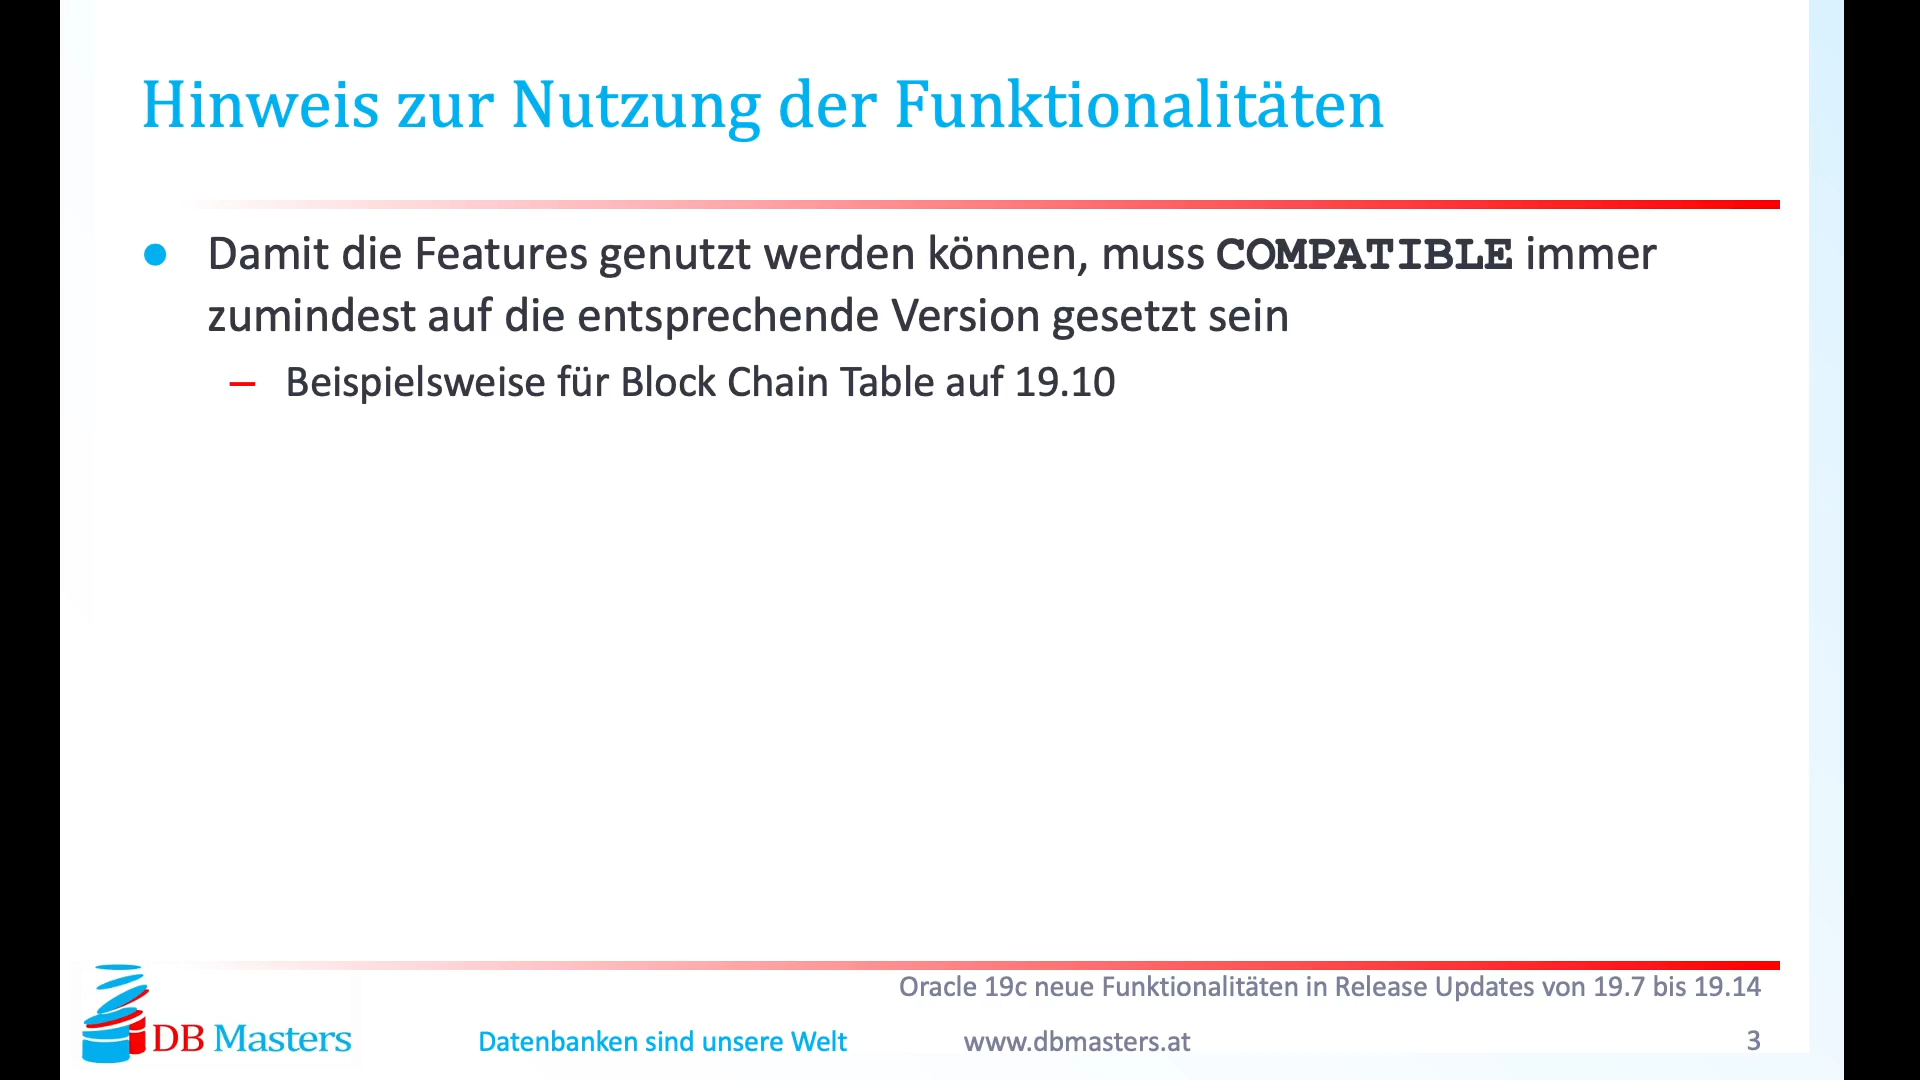 Hinweis zur Nutzung der Funktionalitäten
● Damit die Features genutzt werden können, muss COMPATIBLE immer
zumindest auf die entsprechende Version gesetzt sein
– Beispielsweise für Block Chain Table auf 19.10
Oracle 19c neue Funktionalitäten in Release Updates von 19.7 bis 19.14
DB Masters Datenbanken sind unsere Welt www.dbmasters.at 3